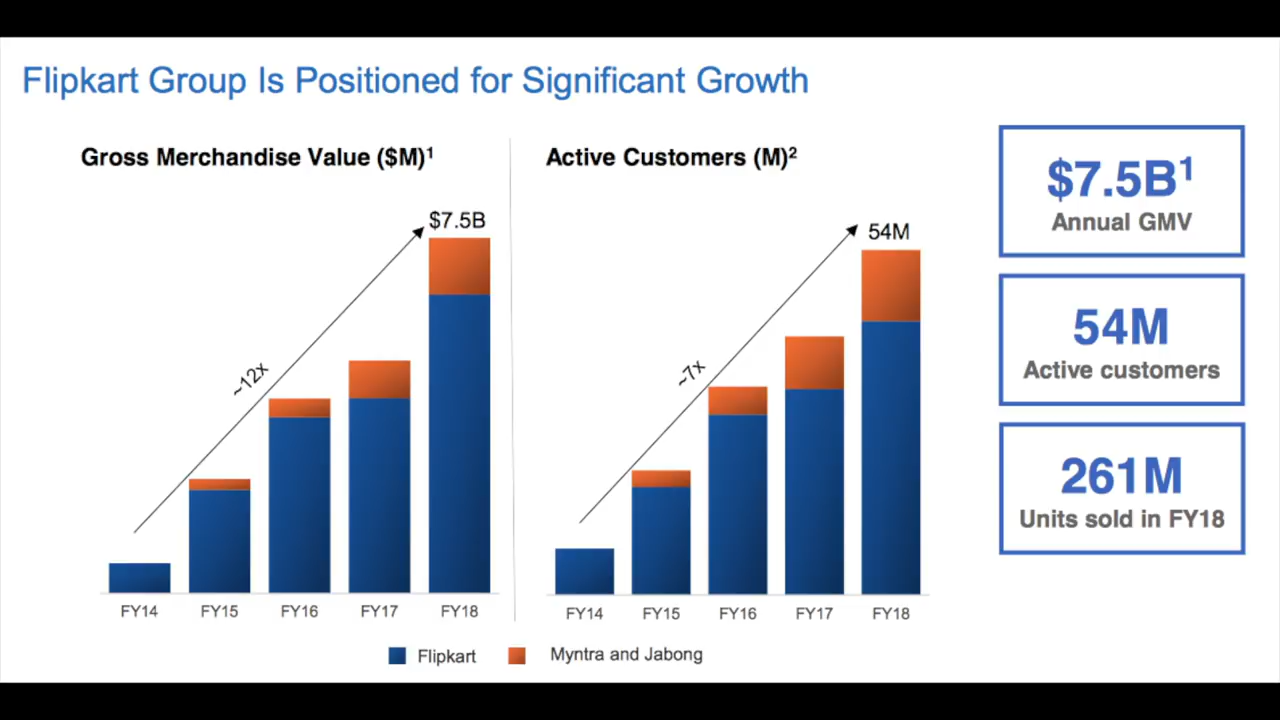 Flipkart Group Is Positioned for Significant Growth
Gross Merchandise Value ($M)¹
$7.5B
~12x
FY14 FY15 FY16 FY17 FY18
Active Customers (M)²
54M
~7x
FY14 FY15 FY16 FY17 FY18
Flipkart Myntra and Jabong
$7.5B¹
Annual GMV
54M
Active customers
261M
Units sold in FY18